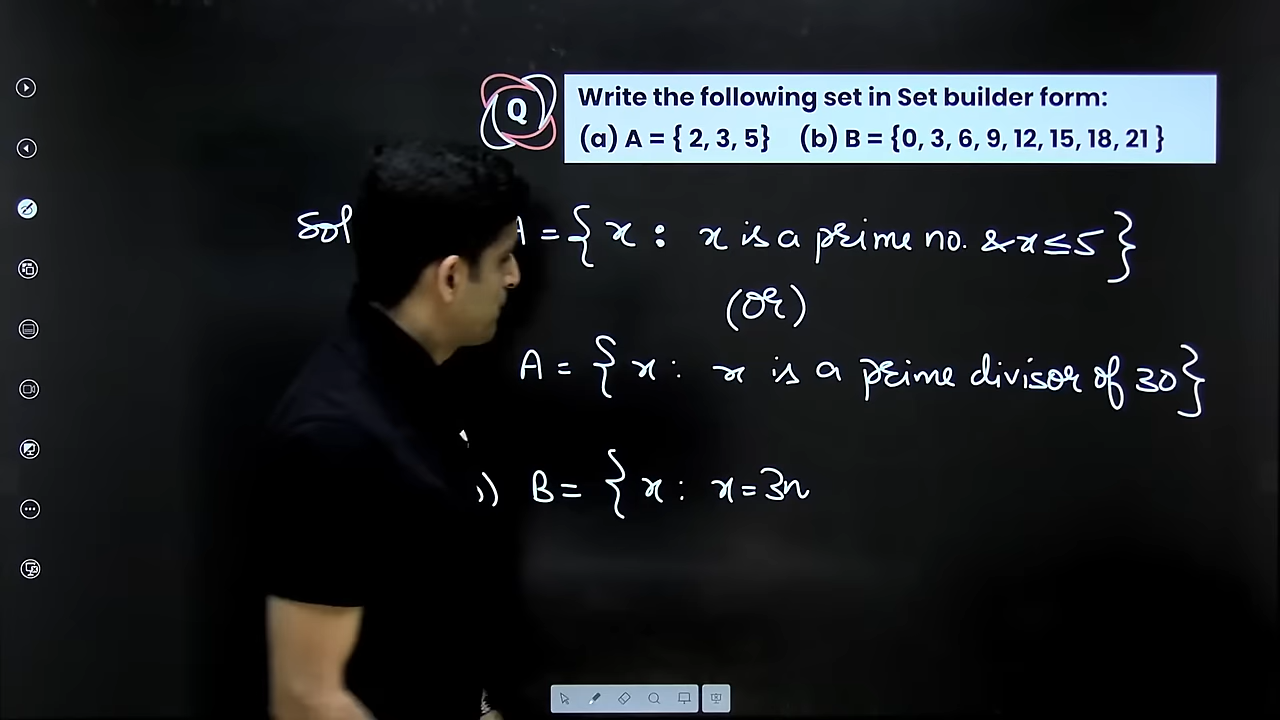 Q
Write the following set in Set builder form:
(a) A = { 2, 3, 5} (b) B = {0, 3, 6, 9, 12, 15, 18, 21 }
Sol = { x : x is a prime no. & x ≤ 5 }
(or)
A = { x : x is a prime divisor of 30 }
) B = { x : x = 3n